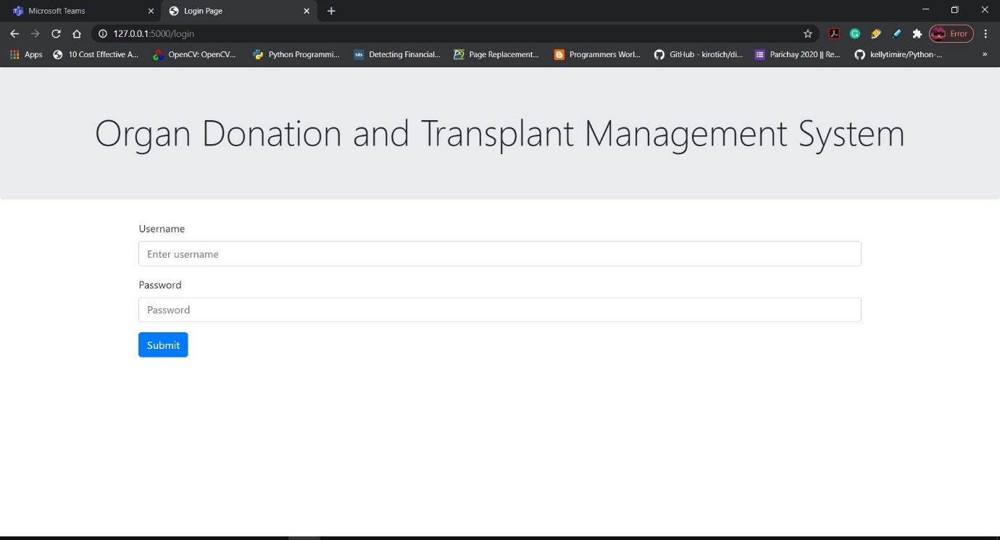 Microsoft Teams
Login Page
127.0.0.1:5000/login
Error
Apps
10 Cost Effective A...
OpenCV: OpenCV...
Python Programmi...
tds
Detecting Financial...
Page Replacement...
Programmers Worl...
GitHub - kirotich/di...
Parichay 2020 || Re...
kellytimire/Python-...
»
Organ Donation and Transplant Management System
Username
Enter username
Password
Password
Submit